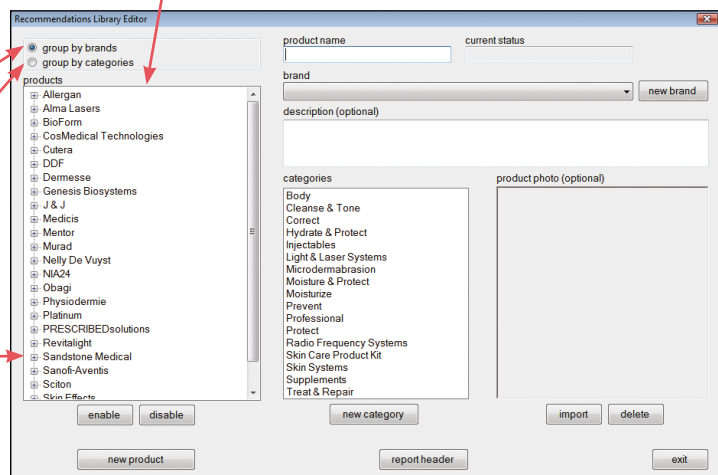 Recommendations Library Editor
group by brands
group by categories
products
Allergan
Alma Lasers
BioForm
CosMedical Technologies
Cutera
DDF
Dermesse
Genesis Biosystems
J & J
Medicis
Mentor
Murad
Nelly De Vuyst
NIA24
Obagi
Physiodermie
Platinum
PRESCRIBEDsolutions
Revitalight
Sandstone Medical
Sanofi-Aventis
Sciton
Skin Effects
enable disable
new product
product name current status
brand
new brand
description (optional)
categories
Body
Cleanse & Tone
Correct
Hydrate & Protect
Injectables
Light & Laser Systems
Microdermabrasion
Moisture & Protect
Moisturize
Prevent
Professional
Protect
Radio Frequency Systems
Skin Care Product Kit
Skin Systems
Supplements
Treat & Repair
new category
product photo (optional)
import delete
report header
exit